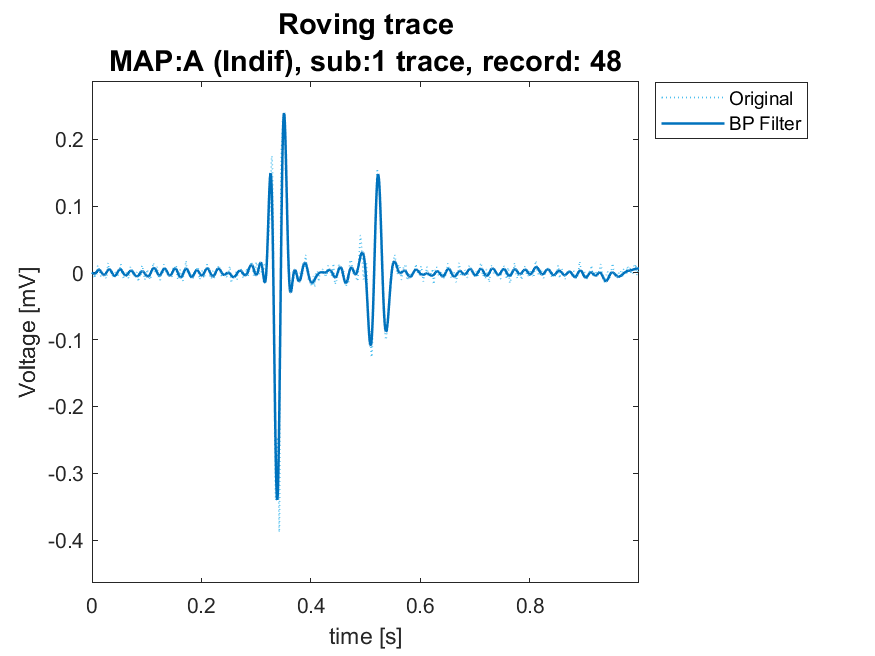 Roving trace
MAP:A (Indif), sub:1 trace, record: 48
Original
BP Filter
0.2
0.1
0
-0.1
-0.2
-0.3
-0.4
Voltage [mV]
0 0.2 0.4 0.6 0.8
time [s]